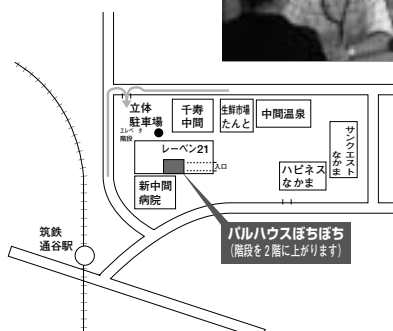 立体
駐車場
エレベータ
階段
千寿
中間
生鮮市場
たんと
中間温泉
サンクエスト
なかま
レーベン21
入口
ハピネス
なかま
新中間
病院
筑鉄
通谷駅
パルハウスぼちぼち
(階段を2階に上がります)